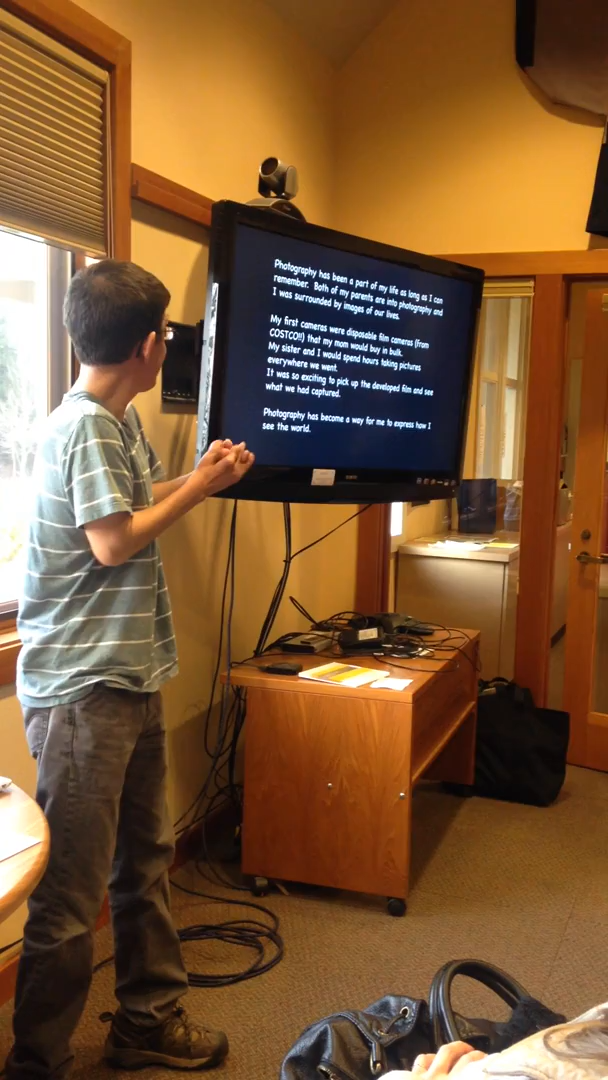 Photography has been a part of my life as long as I can
remember. Both of my parents are into photography and
I was surrounded by images of our lives.
My first cameras were disposable film cameras (from
COSTCO!!) that my mom would buy in bulk.
My sister and I would spend hours taking pictures
everywhere we went.
It was so exciting to pick up the developed film and see
what we had captured.
Photography has become a way for me to express how I
see the world.